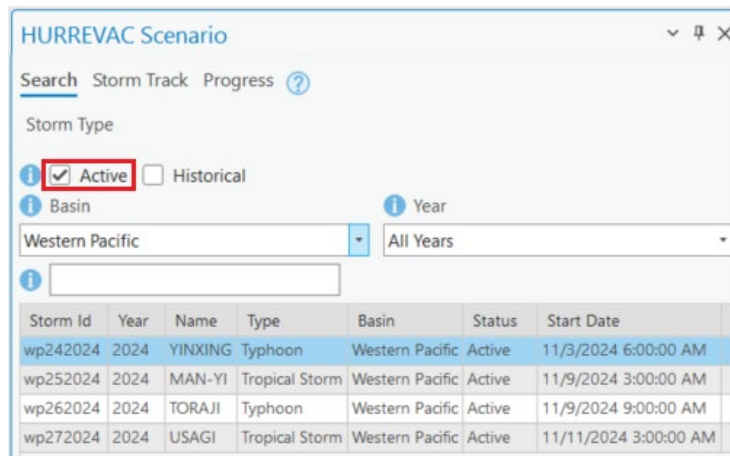 HURREVAC Scenario
Search Storm Track Progress ?
Storm Type
Active Historical
Basin Year
Western Pacific All Years
Storm Id Year Name Type Basin Status Start Date
wp242024 2024 YINXING Typhoon Western Pacific Active 11/3/2024 6:00:00 AM
wp252024 2024 MAN-YI Tropical Storm Western Pacific Active 11/9/2024 3:00:00 AM
wp262024 2024 TORAJI Typhoon Western Pacific Active 11/9/2024 9:00:00 AM
wp272024 2024 USAGI Tropical Storm Western Pacific Active 11/11/2024 3:00:00 AM